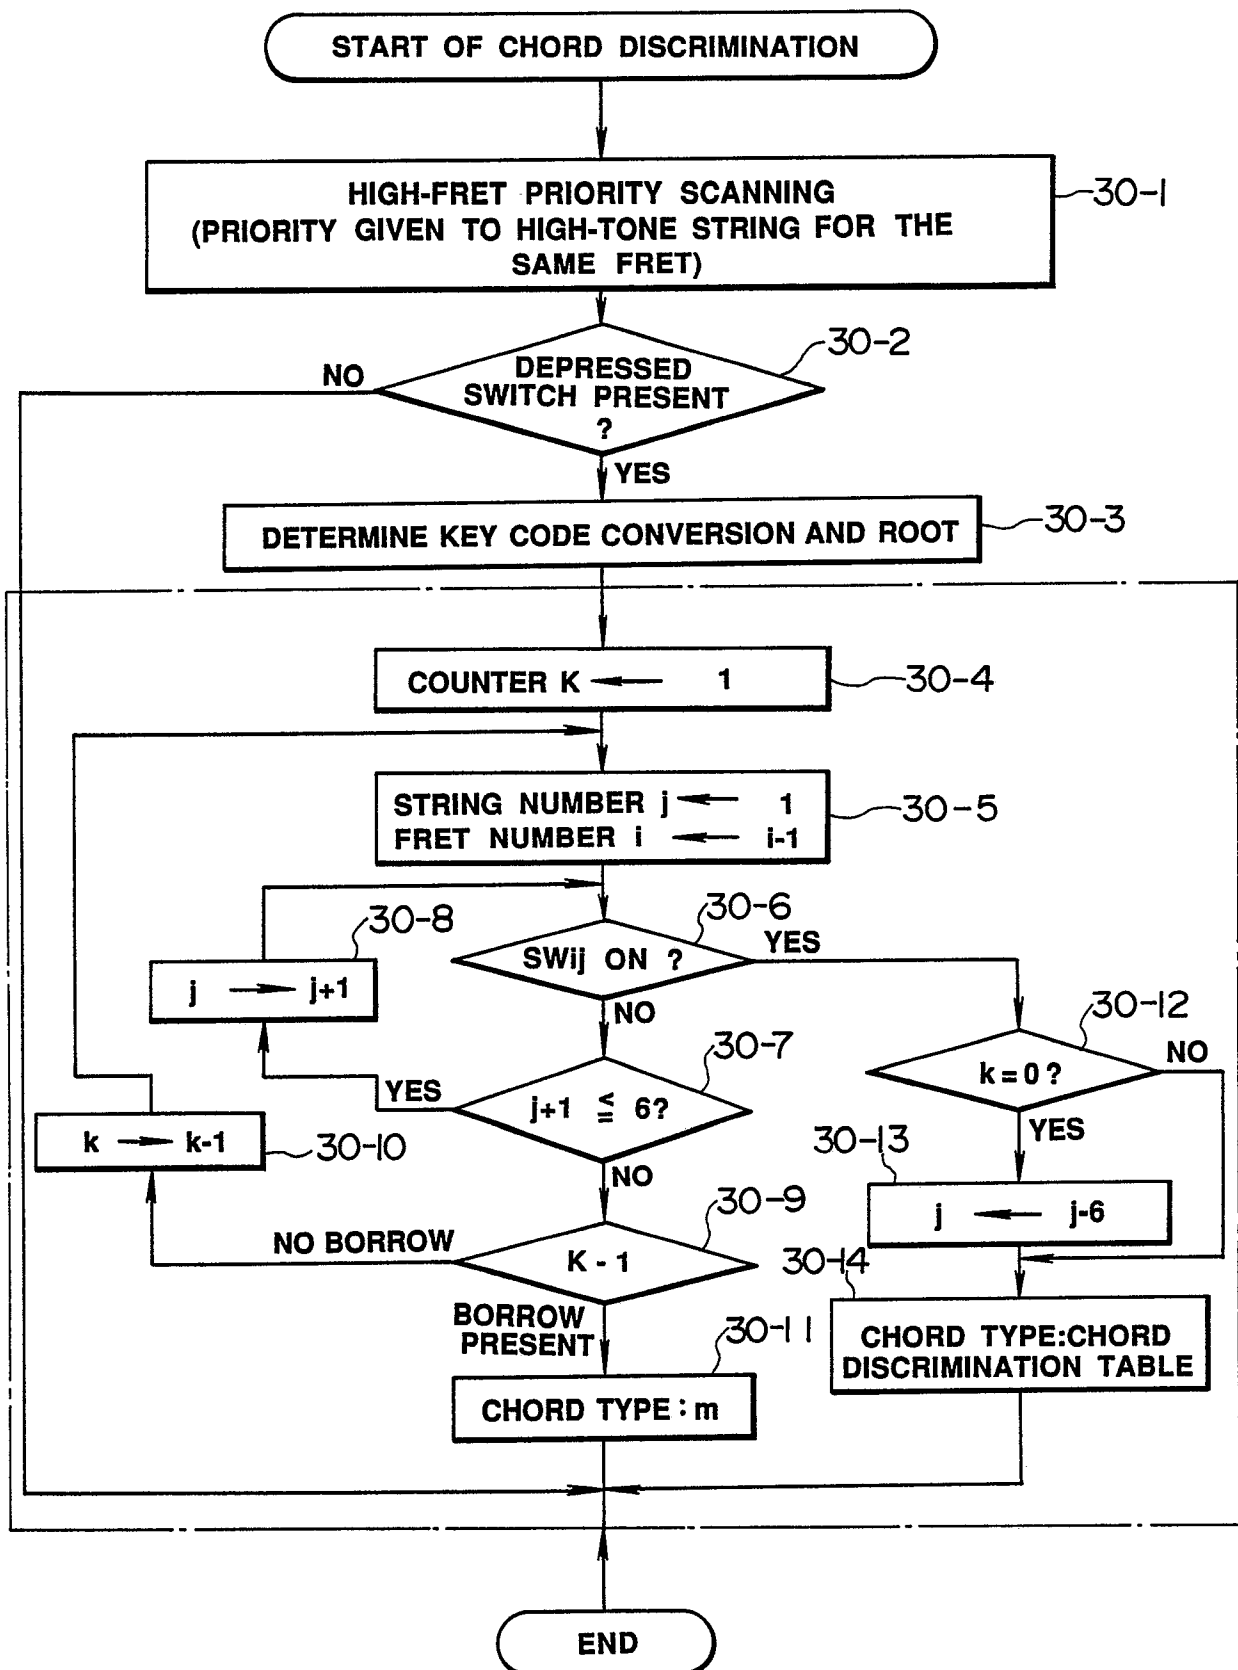 START OF CHORD DISCRIMINATION
HIGH-FRET PRIORITY SCANNING
(PRIORITY GIVEN TO HIGH-TONE STRING FOR THE
SAME FRET)
30-1
30-2
DEPRESSED
SWITCH PRESENT
?
NO
YES
DETERMINE KEY CODE CONVERSION AND ROOT
30-3
COUNTER K ← 1
30-4
STRING NUMBER j ← 1
FRET NUMBER i ← i-1
30-5
30-8
j → j+1
30-6
SWij ON ?
YES
NO
30-7
j+1 ≦ 6?
YES
NO
30-12
k=0?
NO
YES
k → k-1
30-10
30-13
j ← j-6
30-9
K - 1
NO BORROW
BORROW
PRESENT
30-14
CHORD TYPE:CHORD
DISCRIMINATION TABLE
30-11
CHORD TYPE:m
END